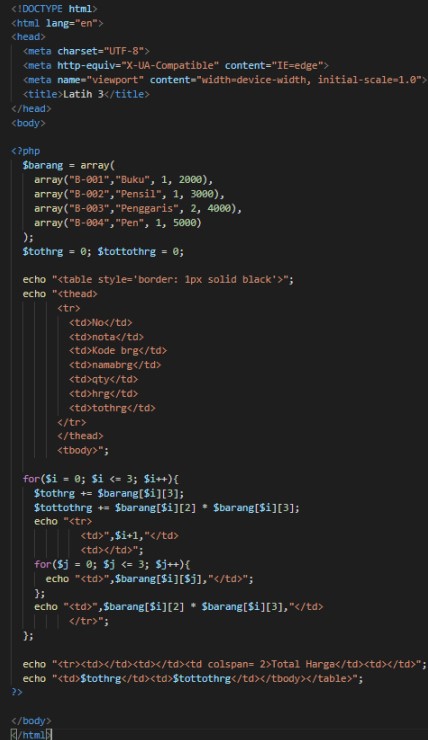 <!DOCTYPE html>
<html lang="en">
<head>
  <meta charset="UTF-8">
  <meta http-equiv="X-UA-Compatible" content="IE=edge">
  <meta name="viewport" content="width=device-width, initial-scale=1.0">
  <title>Latih 3</title>
</head>
<body>

<?php
  $barang = array(
    array("B-001","Buku", 1, 2000),
    array("B-002","Pensil", 1, 3000),
    array("B-003","Penggaris", 2, 4000),
    array("B-004","Pen", 1, 5000)
  );
  $tothrg = 0; $tottothrg = 0;

  echo "<table style='border: 1px solid black'>";
  echo "<thead>
        <tr>
          <td>No</td>
          <td>nota</td>
          <td>Kode brg</td>
          <td>namabrg</td>
          <td>qty</td>
          <td>hrg</td>
          <td>tothrg</td>
        </tr>
        </thead>
        <tbody>";

  for($i = 0; $i <= 3; $i++){
    $tothrg += $barang[$i][3];
    $tottothrg += $barang[$i][2] * $barang[$i][3];
    echo "<tr>
            <td>",$i+1,"</td>
            <td></td>";
    for($j = 0; $j <= 3; $j++){
      echo "<td>",$barang[$i][$j],"</td>";
    };
    echo "<td>",$barang[$i][2] * $barang[$i][3],"</td>
          </tr>";
  };

  echo "<tr><td></td><td></td><td colspan= 2>Total Harga</td><td></td>";
  echo "<td>$tothrg</td><td>$tottothrg</td></tbody></table>";
?>

</body>
</html>